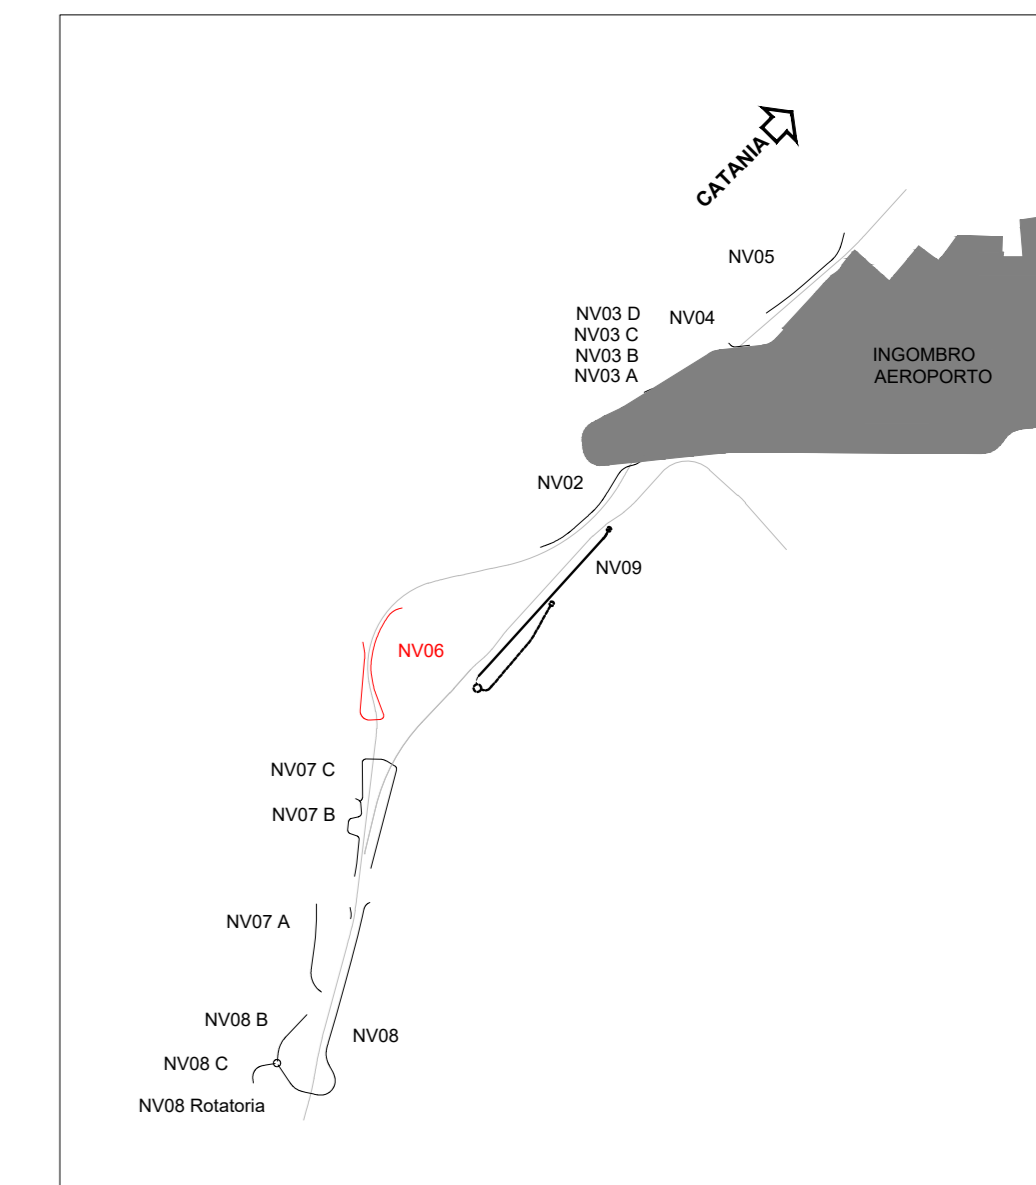 CATANIA
NV05
NV03 D
NV04
NV03 C
NV03 B
NV03 A
INGOMBRO
AEROPORTO
NV02
NV09
NV06
NV07 C
NV07 B
NV07 A
NV08 B
NV08
NV08 C
NV08 Rotatoria